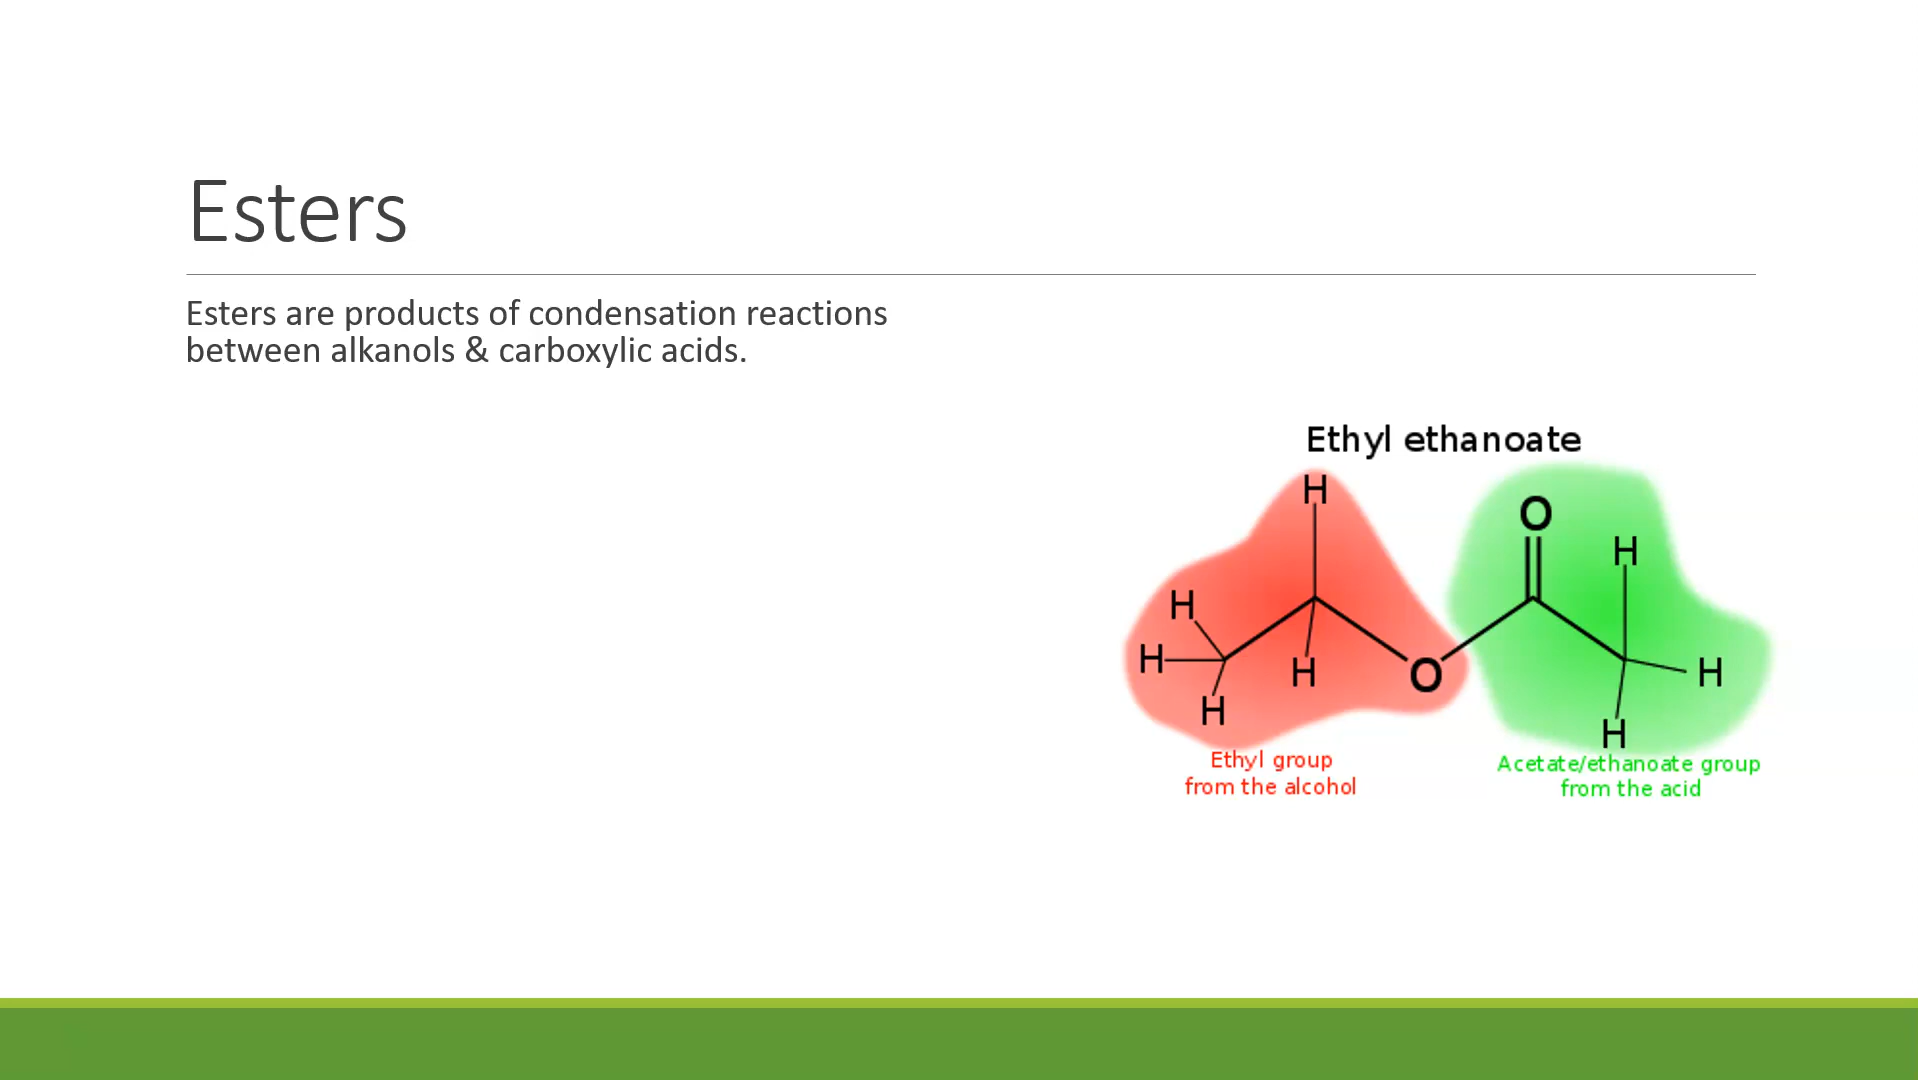 Esters
Esters are products of condensation reactions
between alkanols & carboxylic acids.
Ethyl ethanoate
H
O
H
H
H
H
O
H
H
H
Ethyl group
from the alcohol
Acetate/ethanoate group
from the acid